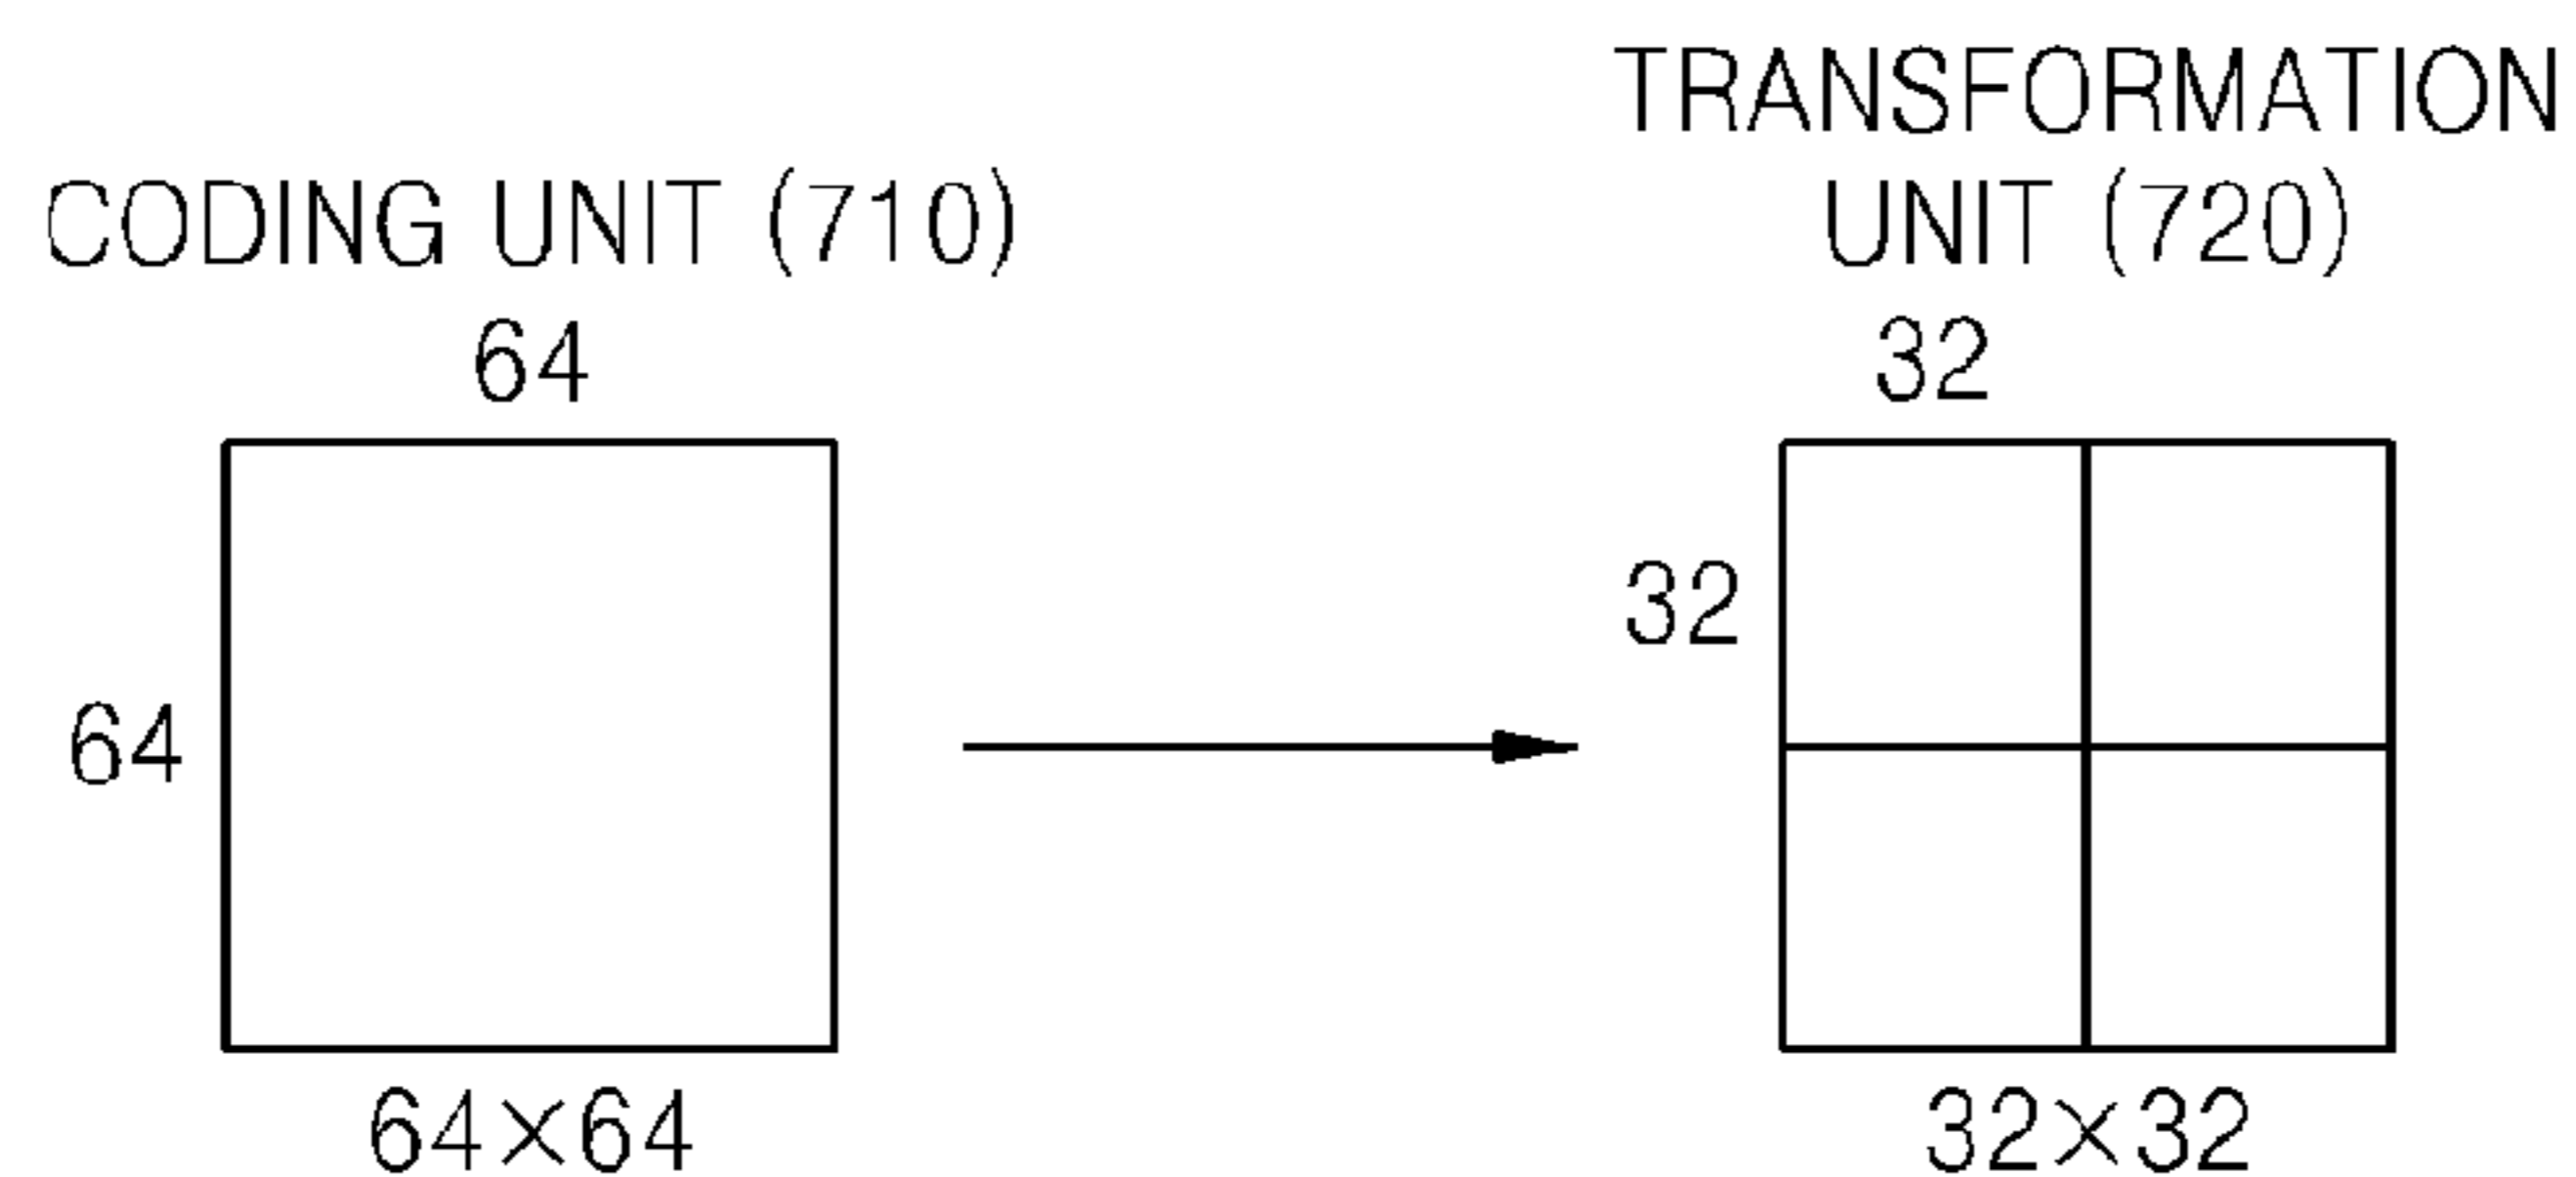 CODING UNIT (710)
64
64
64×64
TRANSFORMATION
UNIT (720)
32
32
32×32